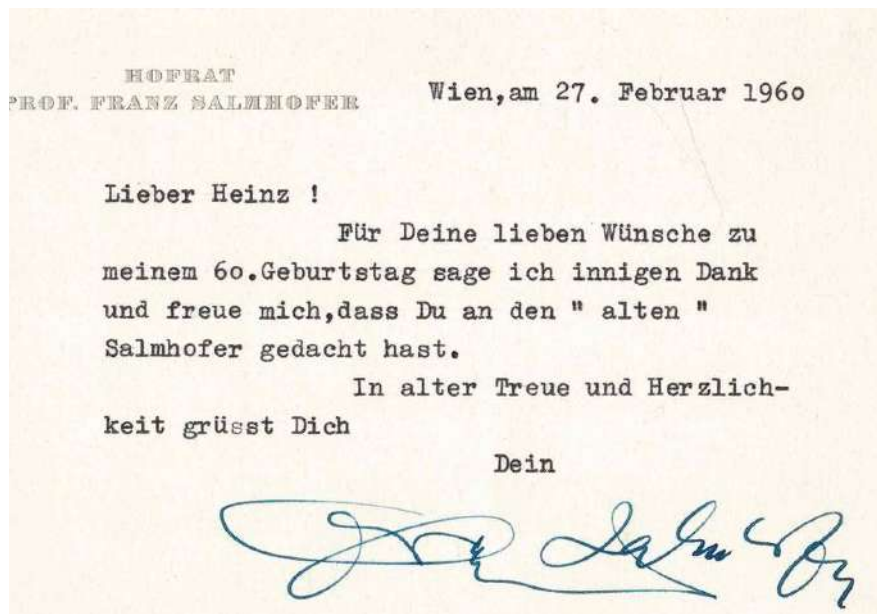 HOFRAT
PROF. FRANZ SALMHOFER
Wien,am 27. Februar 196o
Lieber Heinz !
Für Deine lieben Wünsche zu
meinem 6o.Geburtstag sage ich innigen Dank
und freue mich,dass Du an den " alten "
Salmhofer gedacht hast.
In alter Treue und Herzlich-
keit grüsst Dich
Dein